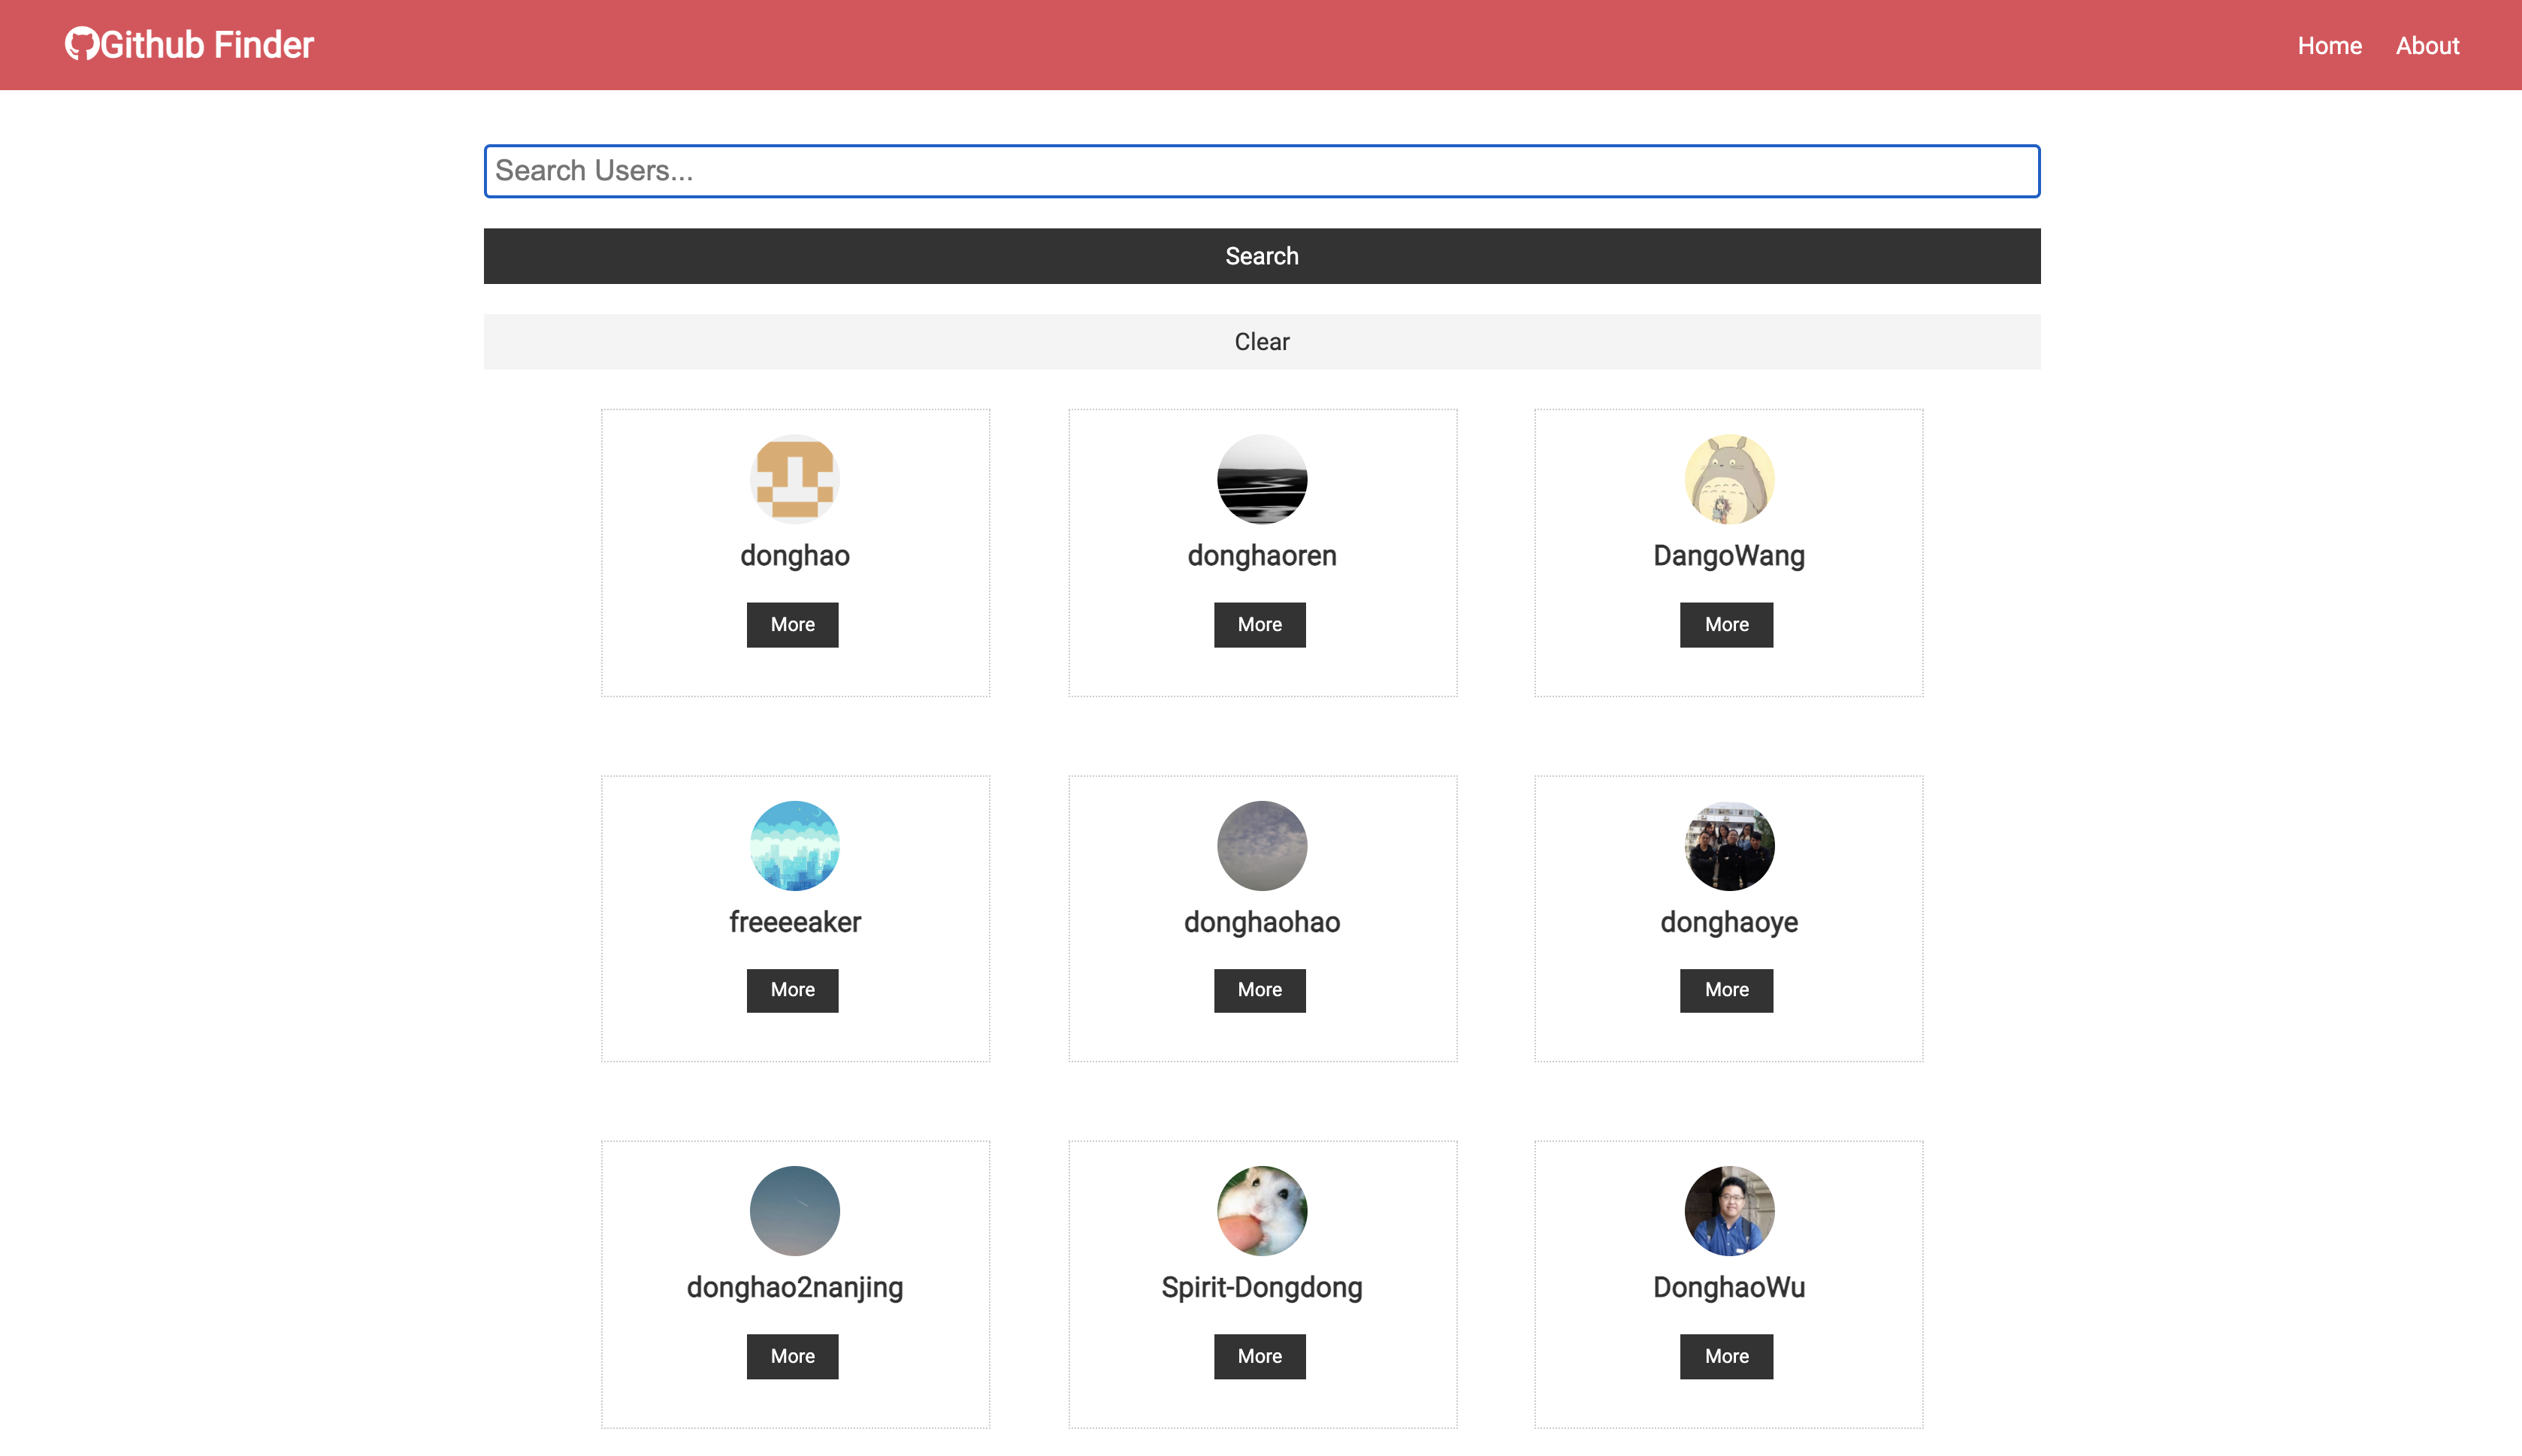 Github Finder
Home
About
Search Users...
Search
Clear
donghao
donghaoren
DangoWang
More
More
More
freeeeaker
donghaohao
donghaoye
More
More
More
donghao2nanjing
Spirit-Dongdong
DonghaoWu
More
More
More